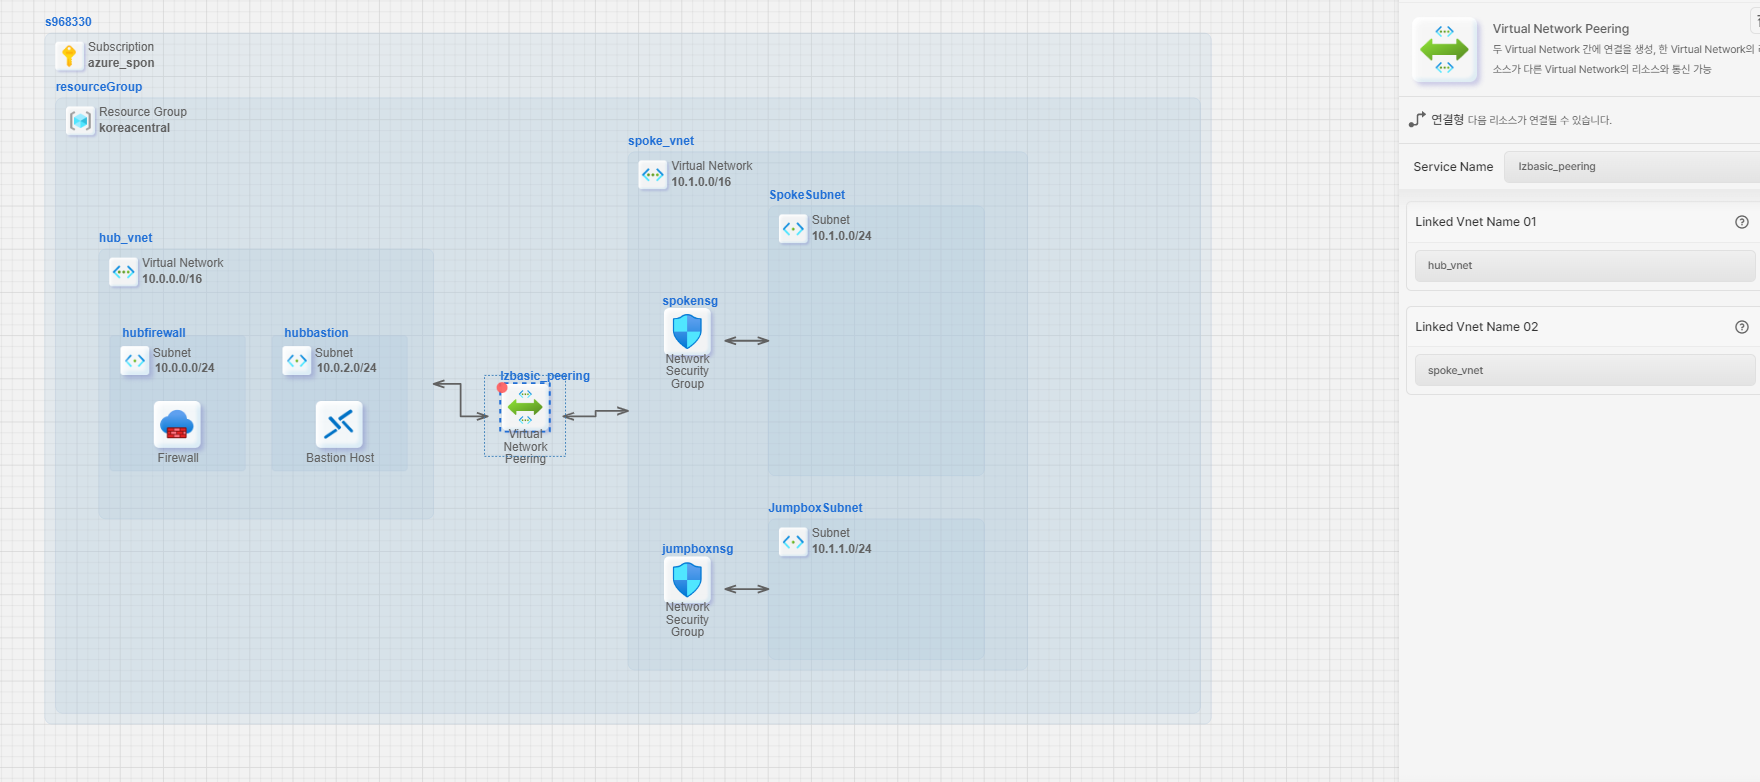 s968330
Subscription
azure_spon
resourceGroup
Resource Group
koreacentral
hub_vnet
Virtual Network
10.0.0.0/16
hubfirewall
Subnet
10.0.0.0/24
Firewall
hubbastion
Subnet
10.0.2.0/24
Bastion Host
lzbasic_peering
Virtual
Network
Peering
spoke_vnet
Virtual Network
10.1.0.0/16
SpokeSubnet
Subnet
10.1.0.0/24
spokensg
Network
Security
Group
JumpboxSubnet
Subnet
10.1.1.0/24
jumpboxnsg
Network
Security
Group
Virtual Network Peering
두 Virtual Network 간에 연결을 생성, 한 Virtual Network의
소스가 다른 Virtual Network의 리소스와 통신 가능
연결형 다음 리소스가 연결될 수 있습니다.
Service Name
lzbasic_peering
Linked Vnet Name 01
hub_vnet
Linked Vnet Name 02
spoke_vnet